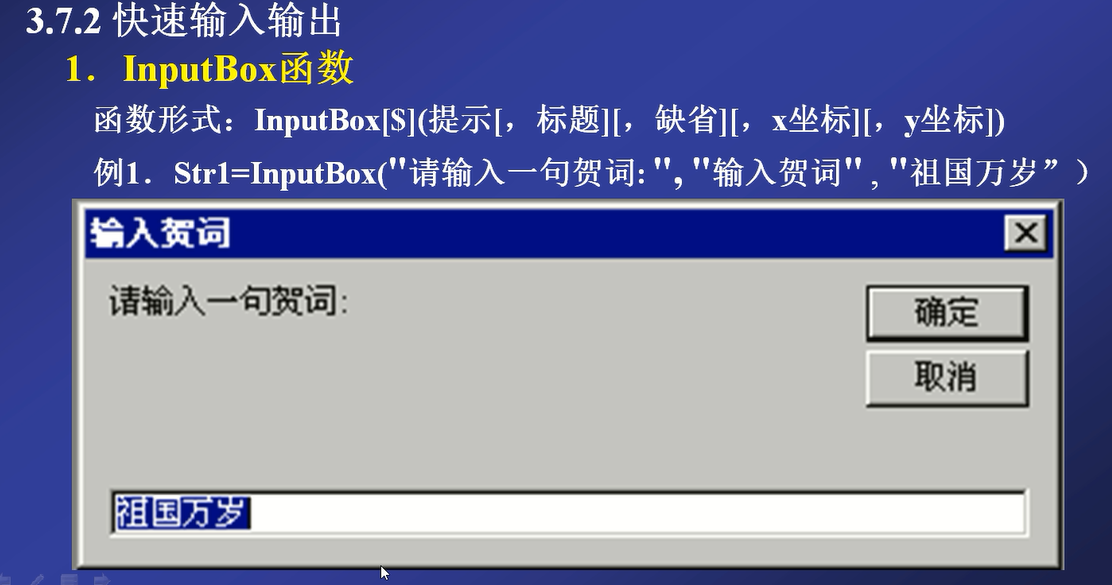 3.7.2 快速输入输出
1．InputBox函数
函数形式：InputBox[$](提示[，标题][，缺省][，x坐标][，y坐标])
例1．Str1=InputBox("请输入一句贺词: ", "输入贺词" , "祖国万岁”）
输入贺词
请输入一句贺词:
确定
取消
祖国万岁